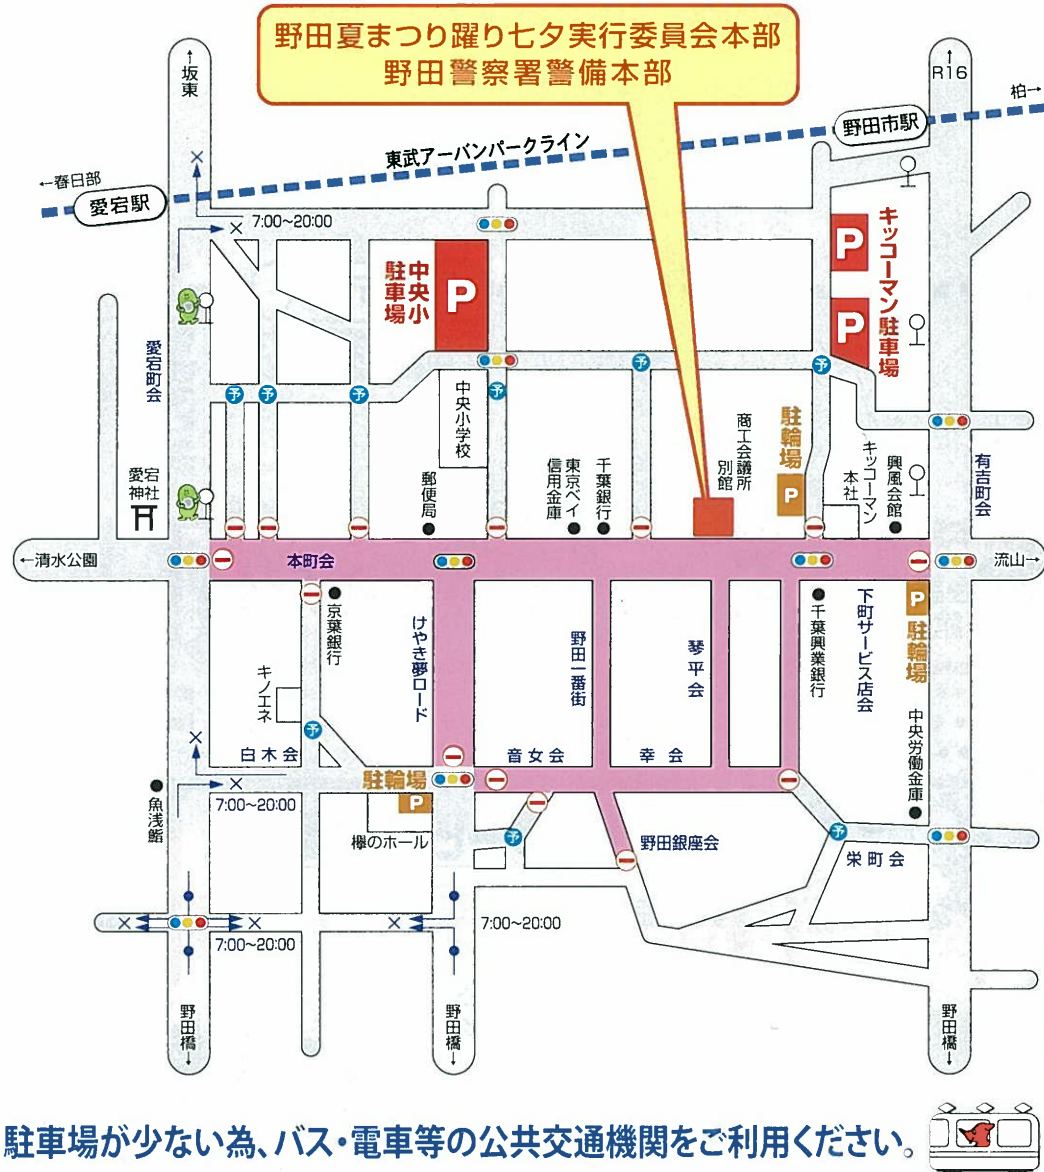 野田夏まつり躍り七夕実行委員会本部
野田警察署警備本部
↑
坂東
↑
R16
柏→
野田市駅
東武アーバンパークライン
←春日部
愛宕駅
7:00~20:00
中央小
駐車場
P
P
P
キッコーマン駐車場
愛宕町会
予
予
予
予
予
予
中央小学校
郵便局
東京ベイ
信用金庫
千葉銀行
商工会議所
別館
駐輪場
P
キッコーマン
本社
興風会館
有吉町会
愛宕
神社
←清水公園
本町会
流山→
京葉銀行
けやき夢ロード
野田一番街
琴平会
千葉興業銀行
下町サービス店会
P
駐輪場
キノエネ
予
白木会
音女会
幸会
中央労働金庫
駐輪場
P
7:00~20:00
魚浅鮨
欅のホール
予
野田銀座会
予
栄町会
7:00~20:00
7:00~20:00
野田橋→
野田橋→
野田橋→
駐車場が少ない為、バス・電車等の公共交通機関をご利用ください。